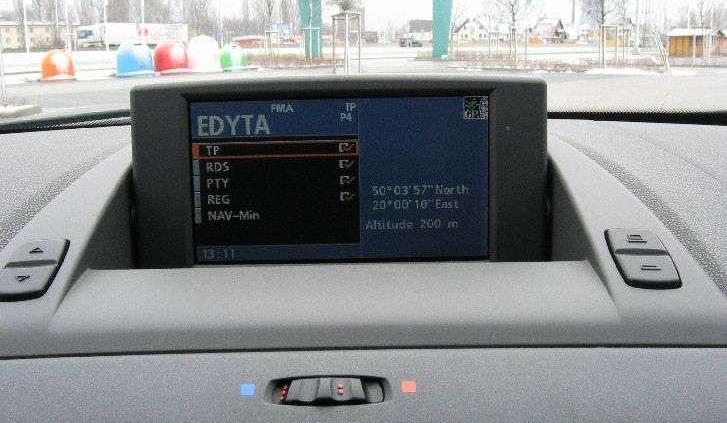 FMA TP
P4 GPS
EDYTA
TP
RDS
PTY
REG
NAV-Min
50°03'57"North
20°00'10"East
Altitude 200 m
13:11